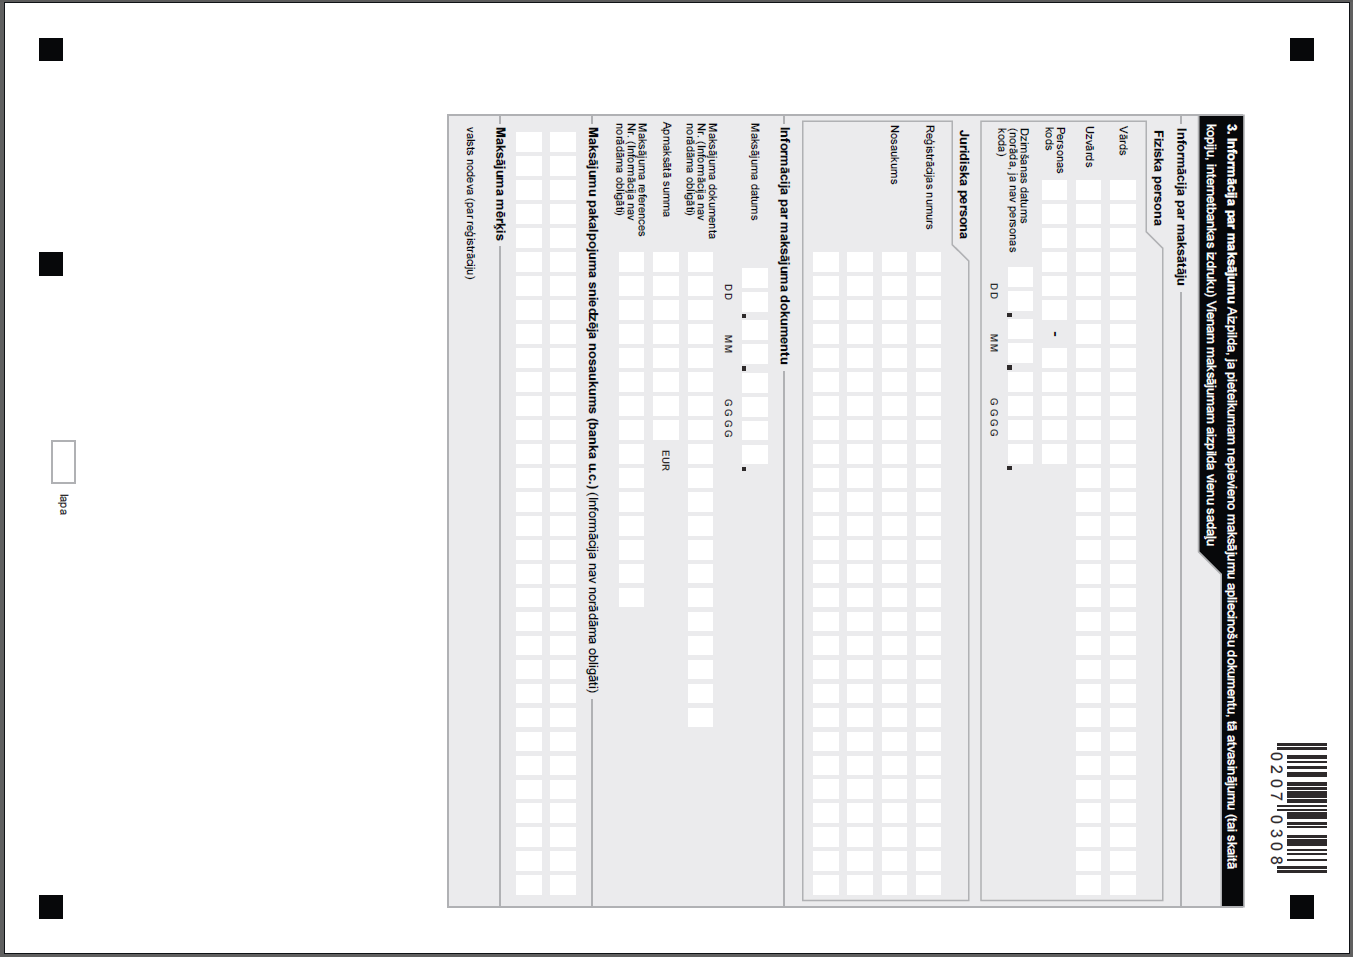 0207 0308
3. Informācija par maksājumu Aizpilda, ja pieteikumam nepievieno maksājumu apliecinošu dokumentu, tā atvasinājumu (tai skaitā
kopiju, internetbankas izdruku) Vienam maksājumam aizpilda vienu sadaļu
Informācija par maksātāju
Fiziska persona
Vārds
Uzvārds
Personas
kods
-
Dzimšanas datums
(norāda, ja nav personas
koda)
. . .
DD MM GGGG
Juridiska persona
Reģistrācijas numurs
Nosaukums
Informācija par maksājuma dokumentu
Maksājuma datums
. . .
DD MM GGGG
Maksājuma dokumenta
Nr. (Informācija nav
norādāma obligāti)
Apmaksātā summa
EUR
Maksājuma references
Nr. (Informācija nav
norādāma obligāti)
Maksājumu pakalpojuma sniedzēja nosaukums (banka u.c.) (Informācija nav norādāma obligāti)
Maksājuma mērķis
valsts nodeva (par reģistrāciju)
lapa